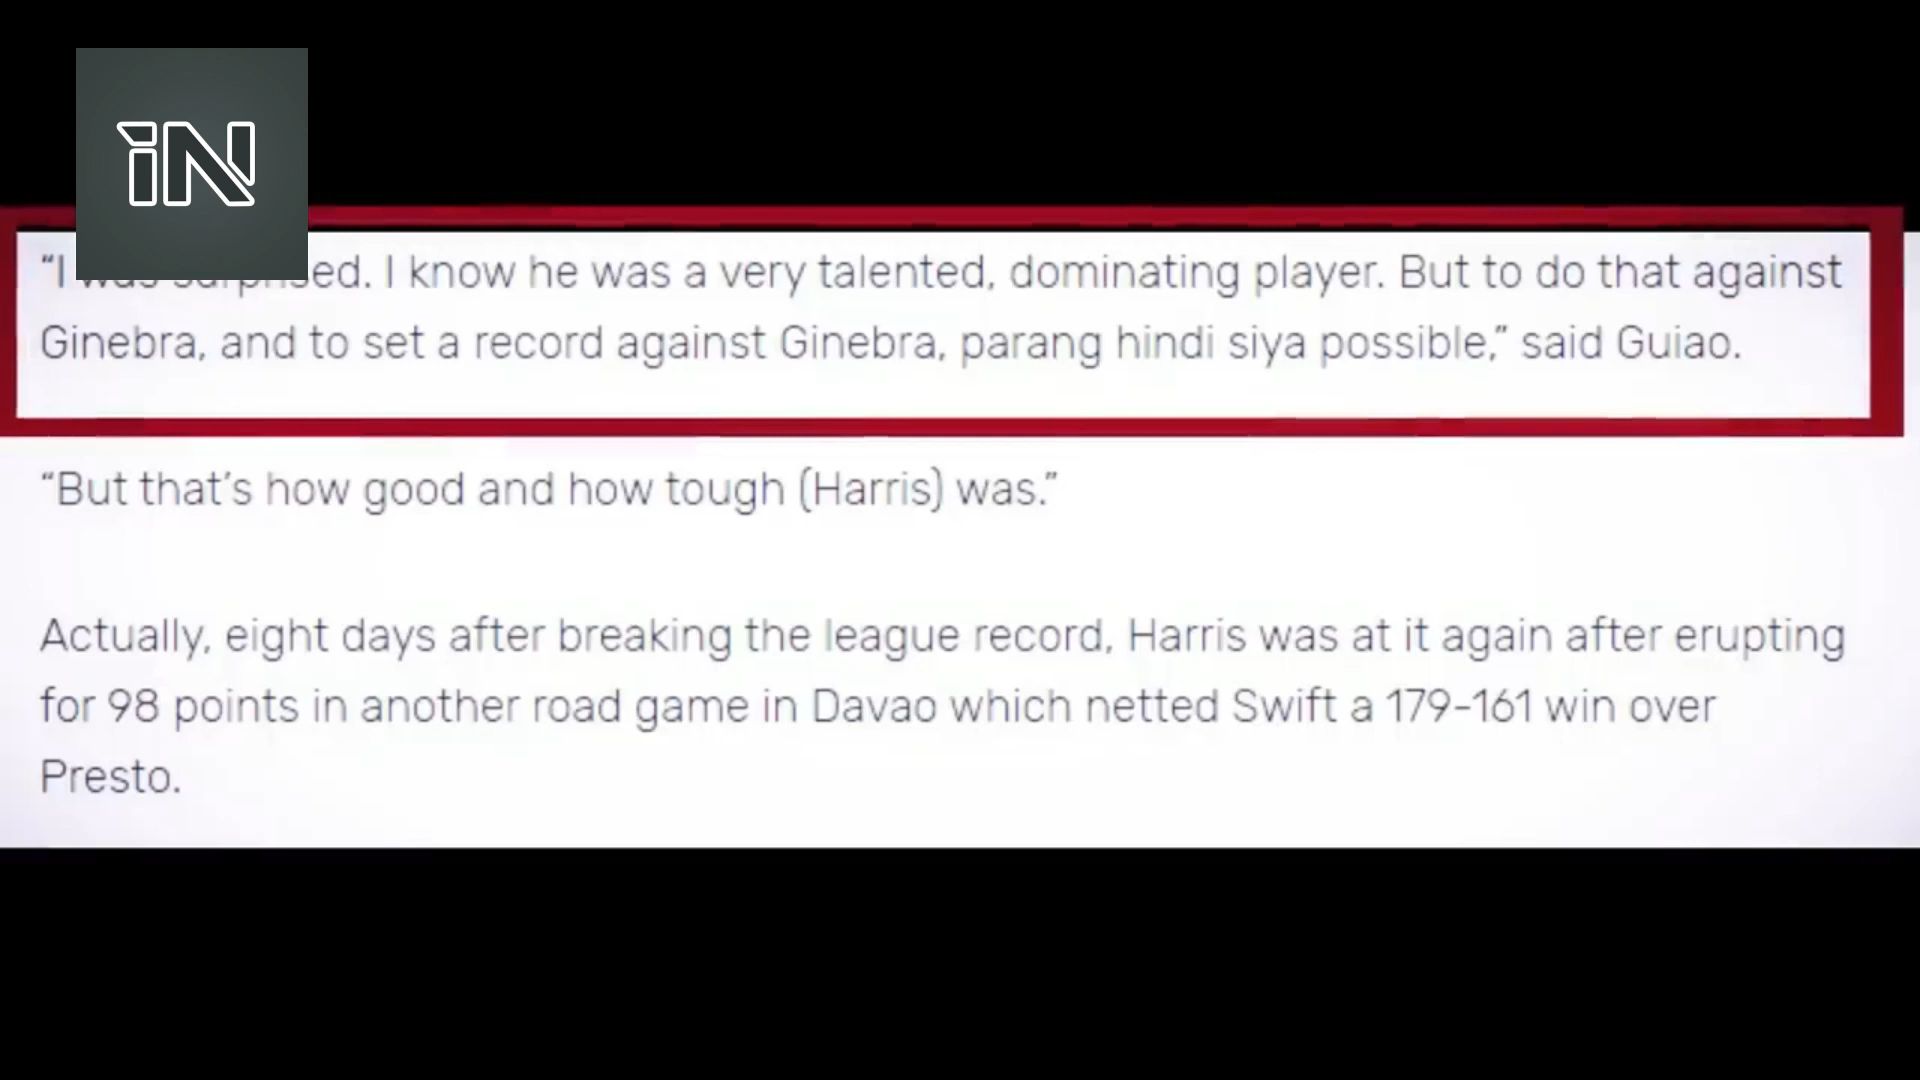 iN
“I was surprised. I know he was a very talented, dominating player. But to do that against
Ginebra, and to set a record against Ginebra, parang hindi siya possible,” said Guiao.
“But that’s how good and how tough (Harris) was.”
Actually, eight days after breaking the league record, Harris was at it again after erupting
for 98 points in another road game in Davao which netted Swift a 179-161 win over
Presto.